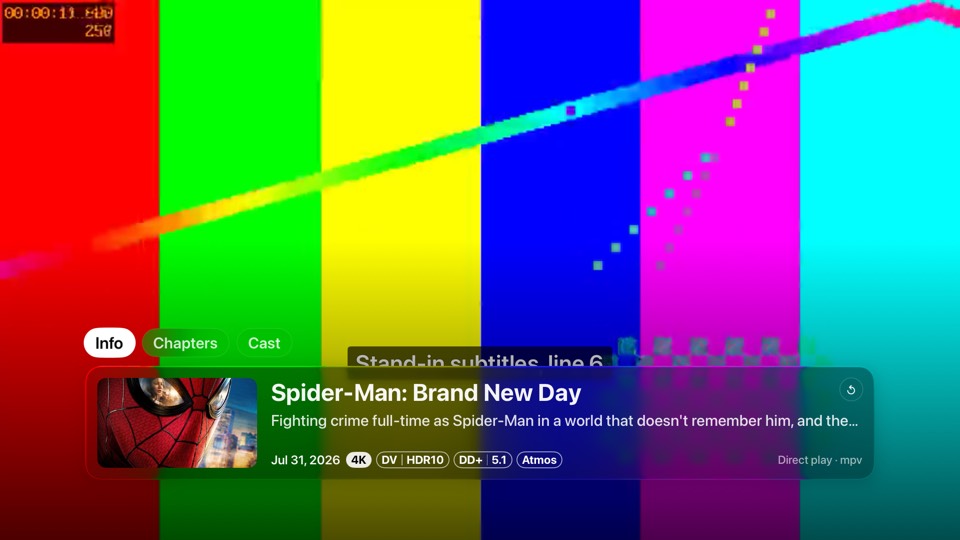 256
Info
Chapters
Cast
Stand-in subtitles, line 6
Spider-Man: Brand New Day
Fighting crime full-time as Spider-Man in a world that doesn't remember him, and the…
Jul 31, 2026 4K DV HDR10 DD+ 5.1 Atmos
Direct play · mpv